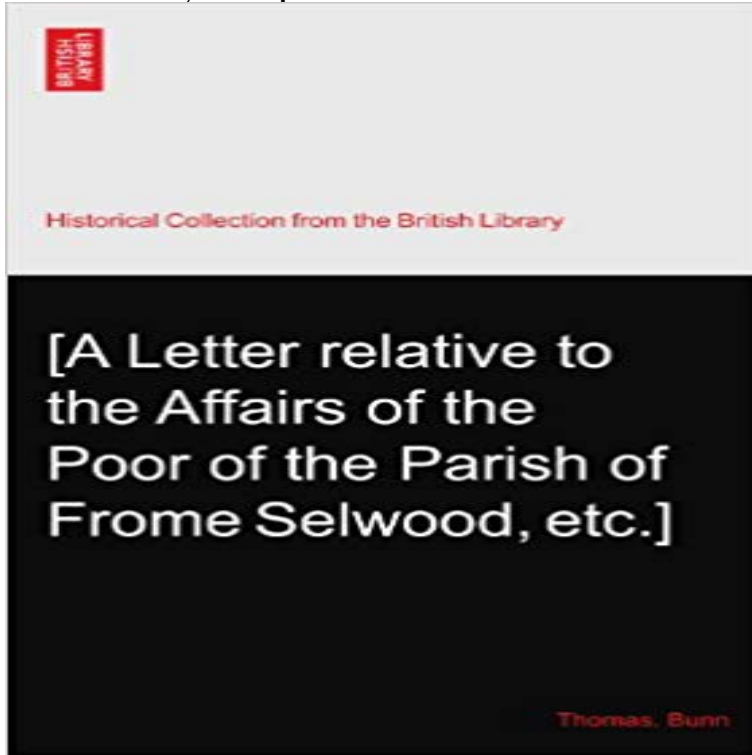 BRITISH
LIBRARY
Historical Collection from the British Library
[A Letter relative to
the Affairs of the
Poor of the Parish of
Frome Selwood, etc.]
Thomas. Bunn